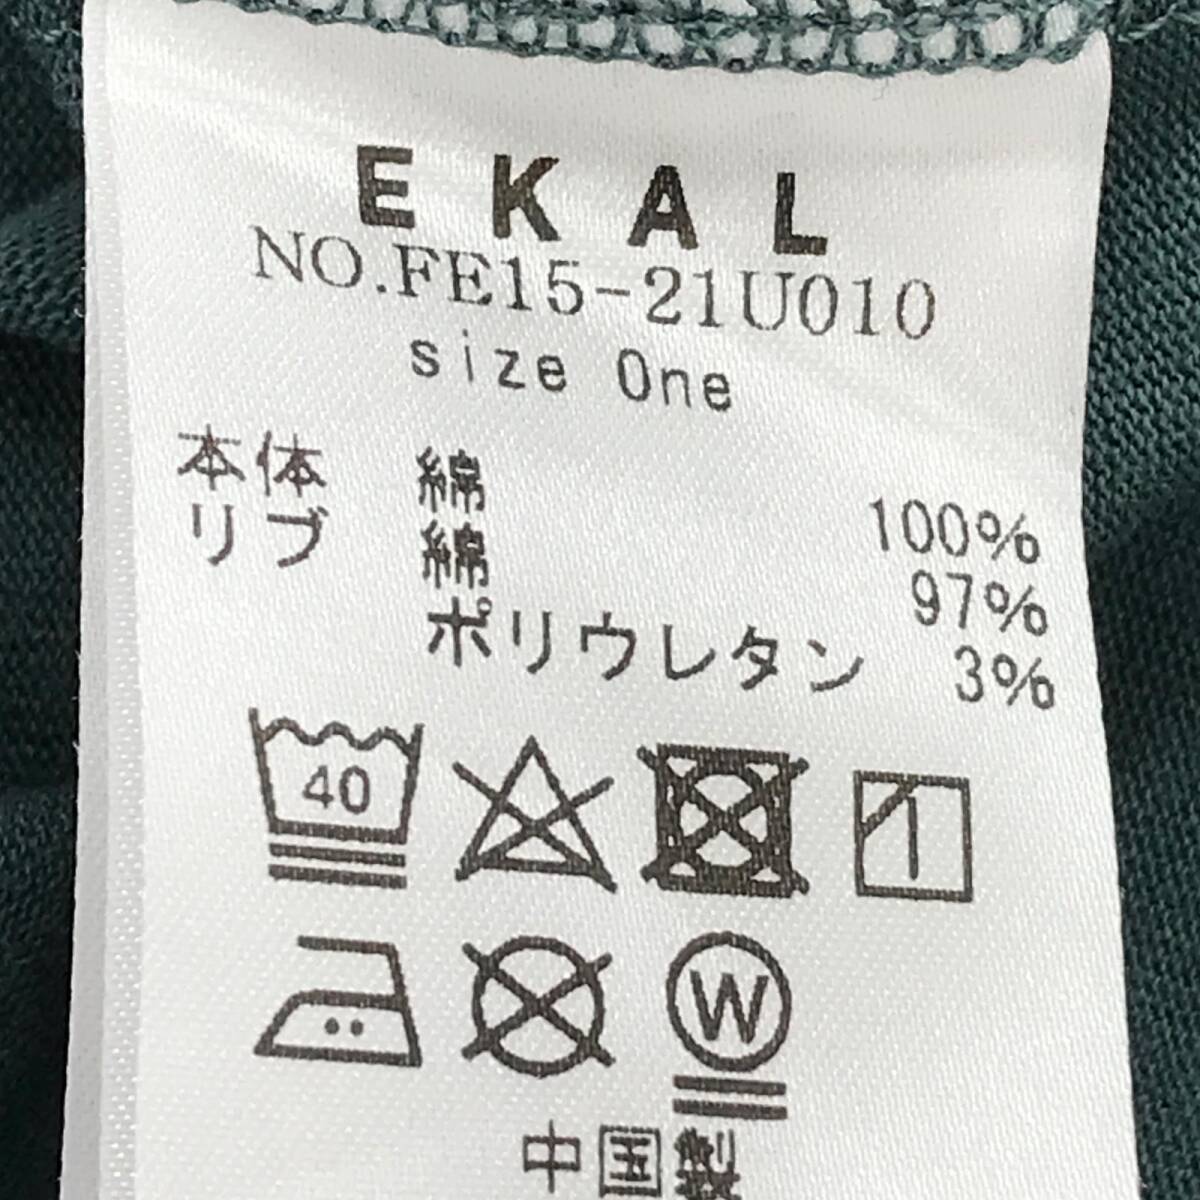 EKAL
NO.FE15-21U010
size One
本体 綿 100%
リブ 綿 97%
ポリウレタン 3%
40
W
中国製